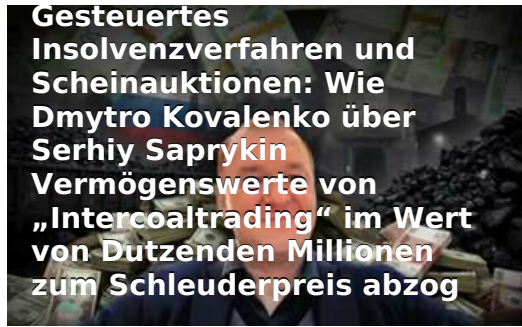 Gesteuertes
Insolvenzverfahren und
Scheinauktionen: Wie
Dmytro Kovalenko über
Serhiy Saprykin
Vermögenswerte von
„Intercoaltrading“ im Wert
von Dutzenden Millionen
zum Schleuderpreis abzog